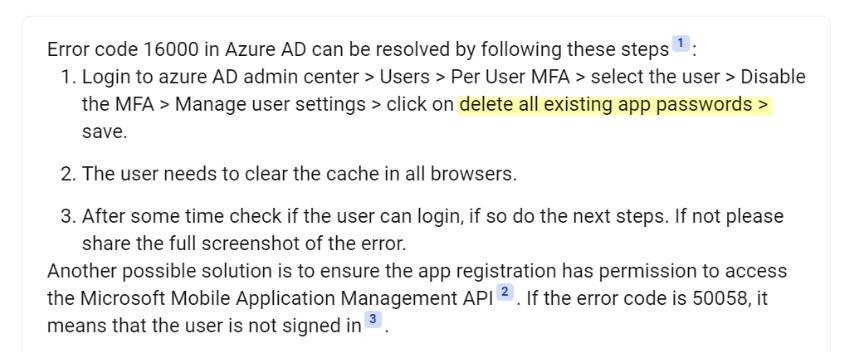 Error code 16000 in Azure AD can be resolved by following these steps 1 :
1. Login to azure AD admin center > Users > Per User MFA > select the user > Disable
the MFA > Manage user settings > click on delete all existing app passwords >
save.
2. The user needs to clear the cache in all browsers.
3. After some time check if the user can login, if so do the next steps. If not please
share the full screenshot of the error.
Another possible solution is to ensure the app registration has permission to access
the Microsoft Mobile Application Management API 2 . If the error code is 50058, it
means that the user is not signed in 3 .